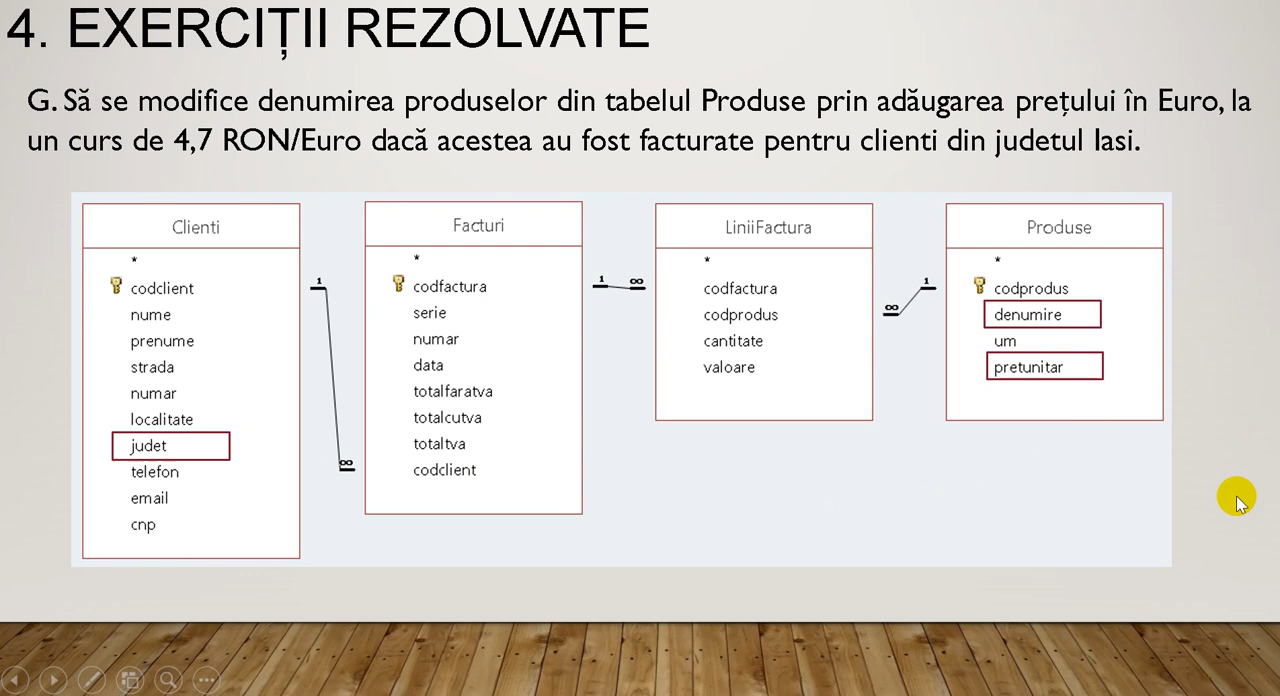 4. EXERCIȚII REZOLVATE
G. Să se modifice denumirea produselor din tabelul Produse prin adăugarea prețului în Euro, la
un curs de 4,7 RON/Euro dacă acestea au fost facturate pentru clienti din judetul Iasi.
Clienti
*
codclient
nume
prenume
strada
numar
localitate
judet
telefon
email
cnp
1
∞
Facturi
*
codfactura
serie
numar
data
totalfaratva
totalcutva
totaltva
codclient
1
∞
LiniiFactura
*
codfactura
codprodus
cantitate
valoare
∞
1
Produse
*
codprodus
denumire
um
pretunitar